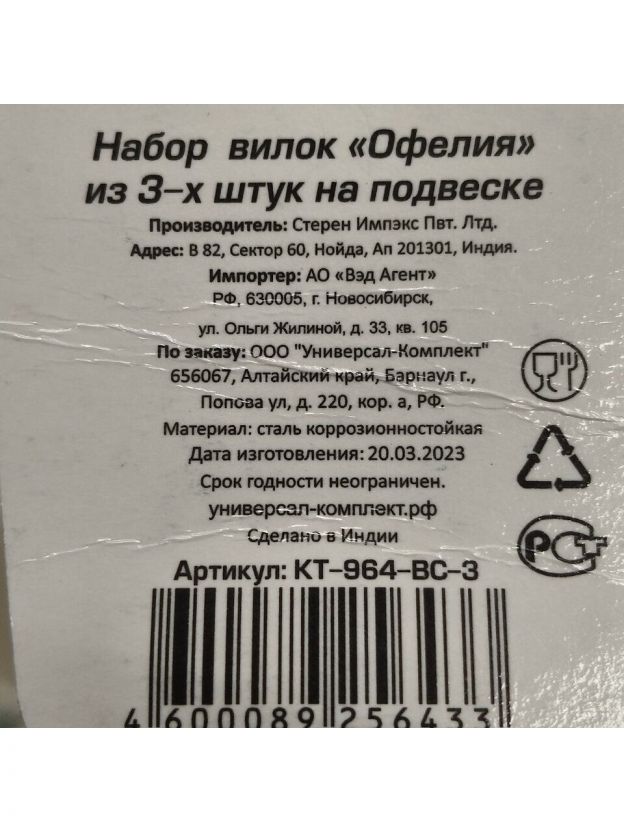 Набор вилок «Офелия»
из 3-х штук на подвеске
Производитель: Стерен Импэкс Пвт. Лтд.
Адрес: В 82, Сектор 60, Нойда, Ап 201301, Индия.
Импортер: АО «Вэд Агент»
РФ, 630005, г. Новосибирск,
ул. Ольги Жилиной, д. 33, кв. 105
По заказу: ООО "Универсал-Комплект"
656067, Алтайский край, Барнаул г.,
Попова ул, д. 220, кор. а, РФ.
Материал: сталь коррозионностойкая
Дата изготовления: 20.03.2023
Срок годности неограничен.
универсал-комплект.рф
Сделано в Индии
РСТ
Артикул: КТ-964-ВС-3
4 600089 256433